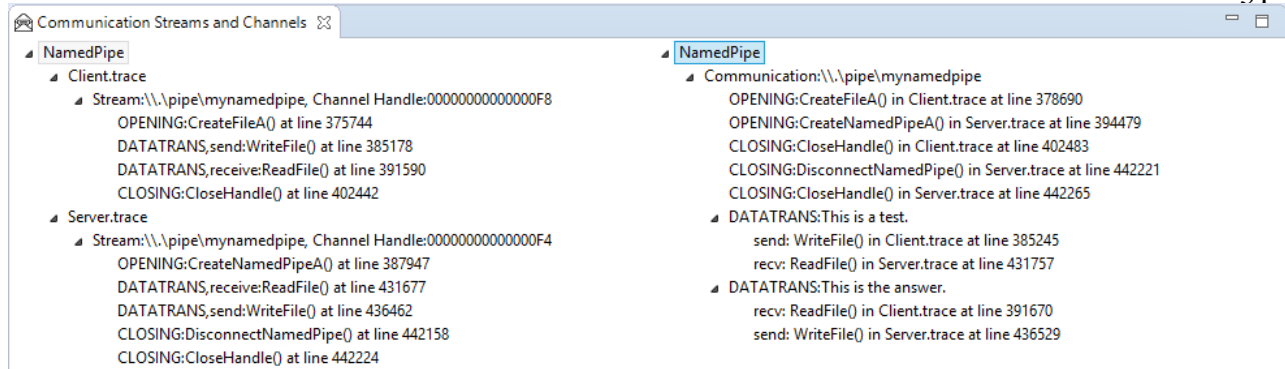 Communication Streams and Channels
NamedPipe
Client.trace
Stream:\\.\pipe\mynamedpipe, Channel Handle:00000000000000F8
OPENING:CreateFileA() at line 375744
DATATRANS,send:WriteFile() at line 385178
DATATRANS,receive:ReadFile() at line 391590
CLOSING:CloseHandle() at line 402442
Server.trace
Stream:\\.\pipe\mynamedpipe, Channel Handle:00000000000000F4
OPENING:CreateNamedPipeA() at line 387947
DATATRANS,receive:ReadFile() at line 431677
DATATRANS,send:WriteFile() at line 436462
CLOSING:DisconnectNamedPipe() at line 442158
CLOSING:CloseHandle() at line 442224
NamedPipe
Communication:\\.\pipe\mynamedpipe
OPENING:CreateFileA() in Client.trace at line 378690
OPENING:CreateNamedPipeA() in Server.trace at line 394479
CLOSING:CloseHandle() in Client.trace at line 402483
CLOSING:DisconnectNamedPipe() in Server.trace at line 442221
CLOSING:CloseHandle() in Server.trace at line 442265
DATATRANS:This is a test.
send: WriteFile() in Client.trace at line 385245
recv: ReadFile() in Server.trace at line 431757
DATATRANS:This is the answer.
recv: ReadFile() in Client.trace at line 391670
send: WriteFile() in Server.trace at line 436529